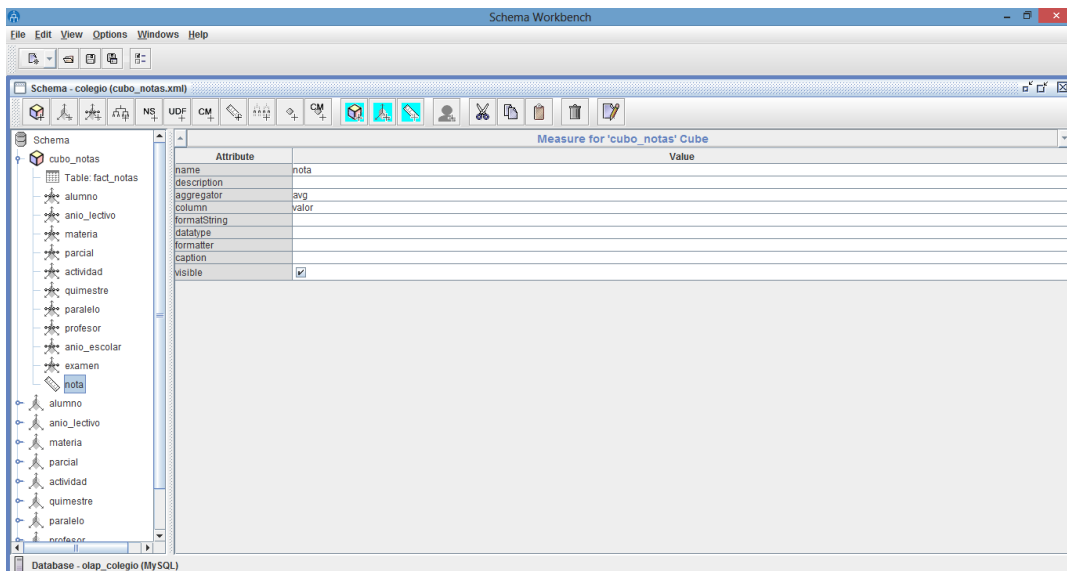 Schema Workbench
File Edit View Options Windows Help
Schema - colegio (cubo_notas.xml)
NS UDF CM CM
Schema
cubo_notas
Table: fact_notas
alumno
anio_lectivo
materia
parcial
actividad
quimestre
paralelo
profesor
anio_escolar
examen
nota
alumno
anio_lectivo
materia
parcial
actividad
quimestre
paralelo
profesor
Measure for 'cubo_notas' Cube
Attribute Value
name nota
description
aggregator avg
column valor
formatString
datatype
formatter
caption
visible
Database - olap_colegio (MySQL)